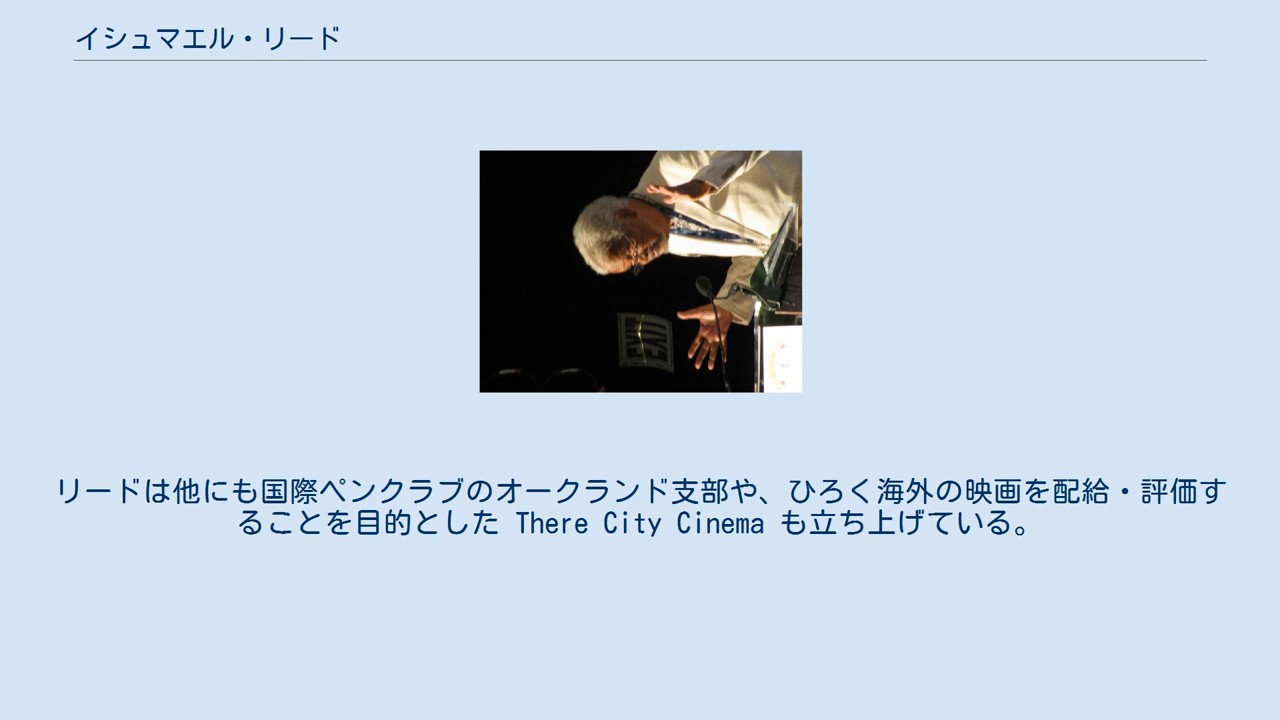 イシュマエル・リード
EXIT
リードは他にも国際ペンクラブのオークランド支部や、ひろく海外の映画を配給・評価す
ることを目的とした There City Cinema も立ち上げている。